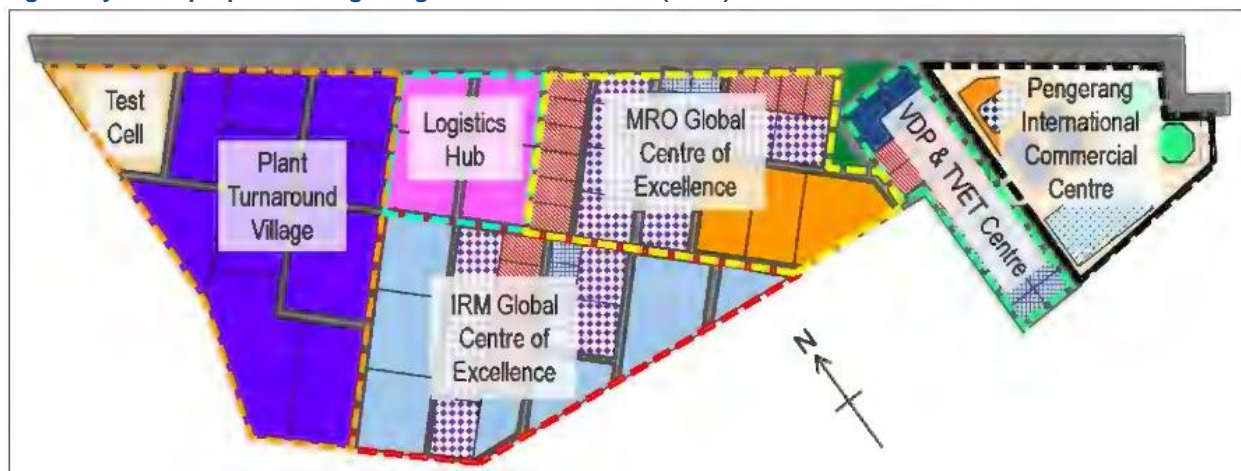 Test
Cell
Plant
Turnaround
Village
Logistics
Hub
MRO Global
Centre of
Excellence
IRM Global
Centre of
Excellence
VDP & TVET Centre
Pengerang
International
Commercial
Centre
N